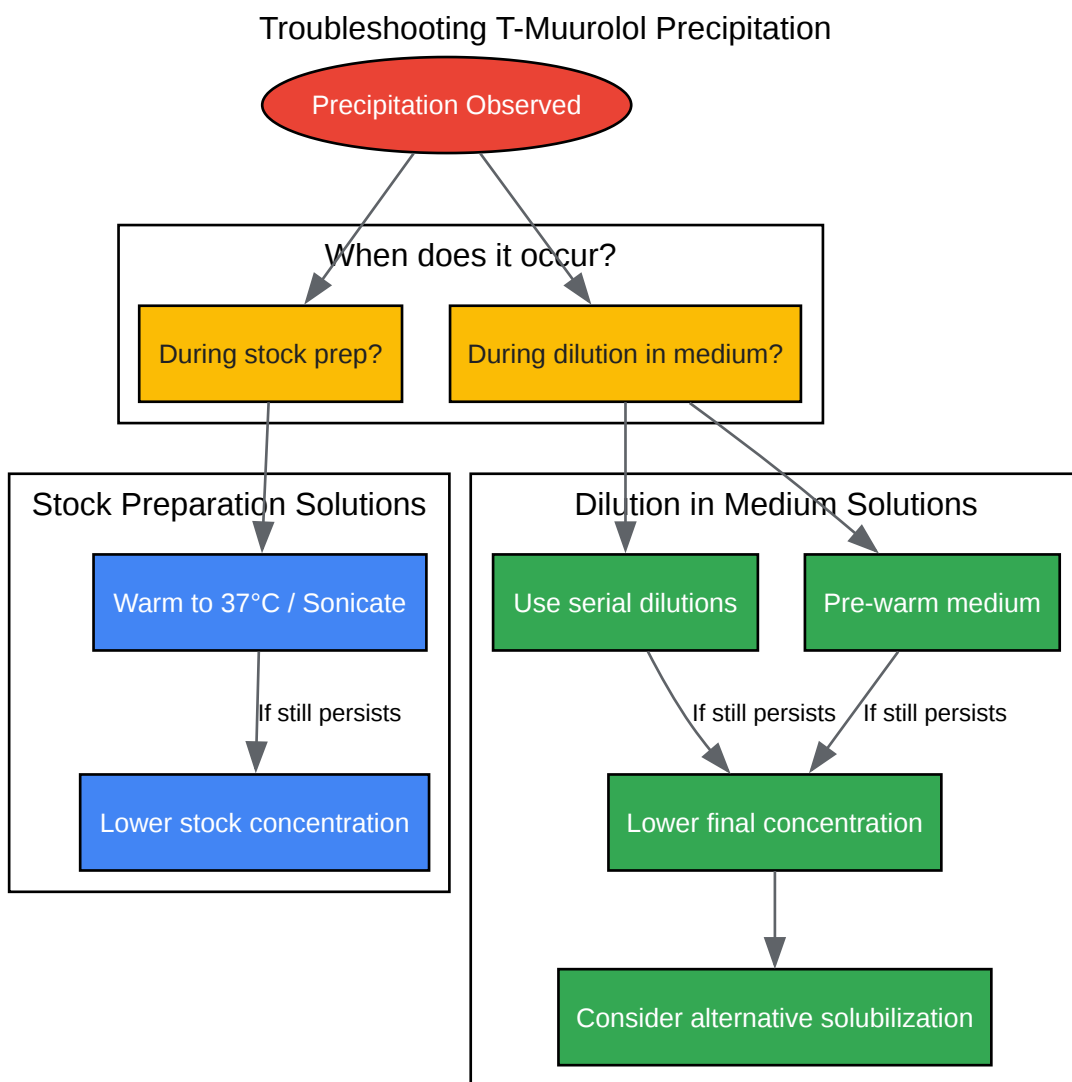 Troubleshooting T-Muurolol Precipitation
Precipitation Observed
When does it occur?
During stock prep?
During dilution in medium?
Stock Preparation Solutions
Dilution in Medium Solutions
Warm to 37°C / Sonicate
Use serial dilutions
Pre-warm medium
If still persists
If still persists
If still persists
Lower stock concentration
Lower final concentration
Consider alternative solubilization